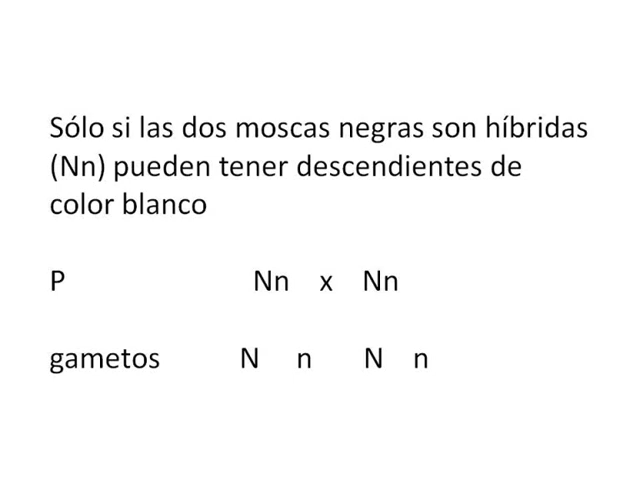 Sólo si las dos moscas negras son híbridas
(Nn) pueden tener descendientes de
color blanco
P Nn x Nn
gametos N n N n